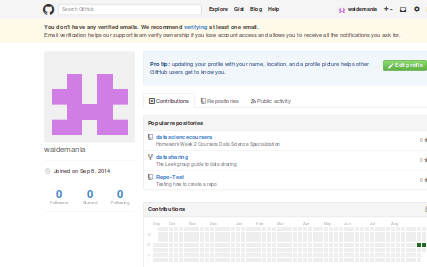 Search GitHub
Explore Gist Blog Help
waldemania
You don't have any verified emails. We recommend verifying at least one email.
Email verification helps our support team verify ownership if you lose account access and allows you to receive all the notifications you ask for.
Pro tip: updating your profile with your name, location, and a profile picture helps other
GitHub users get to know you.
Edit profile
Contributions
Repositories
Public activity
Popular repositories
datasciencecoursera
Homework Week 2 Coursera Data Science Specialization
0
datasharing
The Leek group guide to data sharing
0
Repo-Test
Testing how to create a repo
0
waldemania
Joined on Sep 8, 2014
0 0 0
Followers Starred Following
Contributions
Sep Oct Nov Dec Jan Feb Mar Apr May Jun Jul Aug
M
W
F